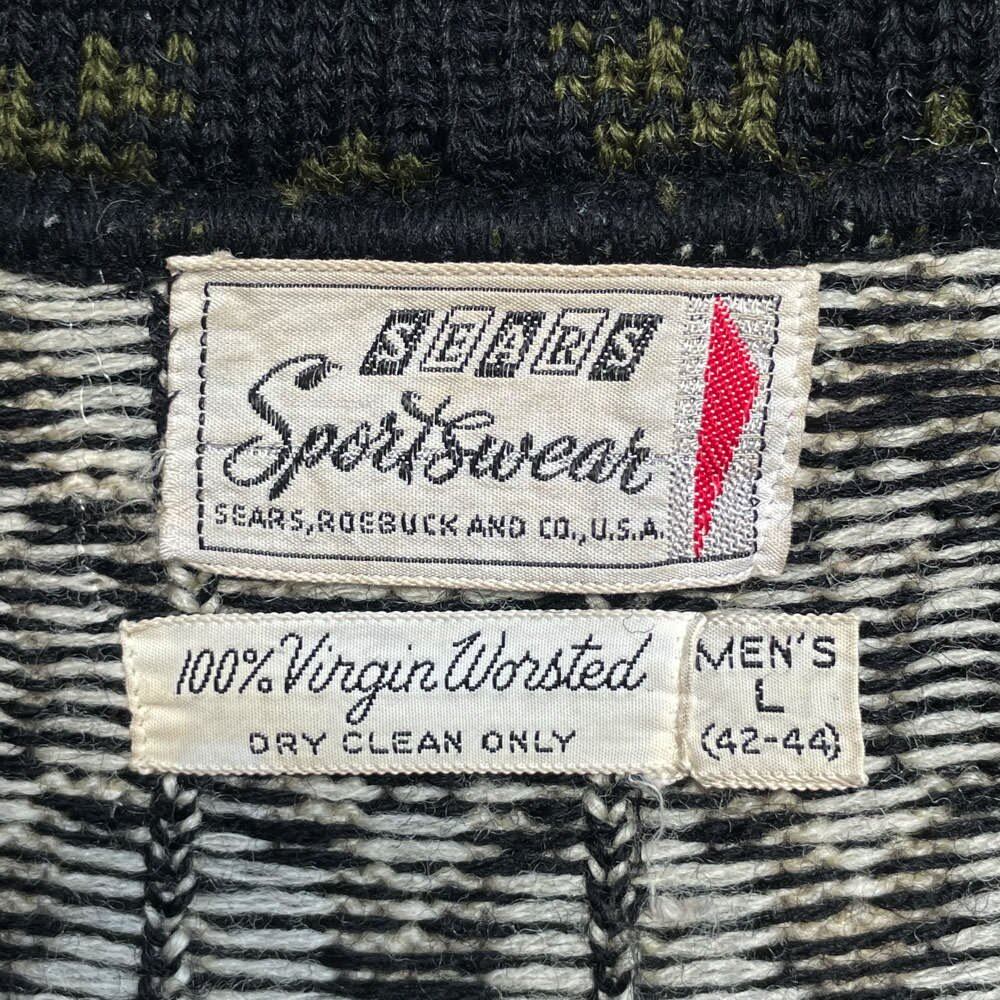 SEARS
Sportswear
SEARS, ROEBUCK AND CO., U.S.A.
100% Virgin Worsted
DRY CLEAN ONLY
MEN'S
L
(42-44)